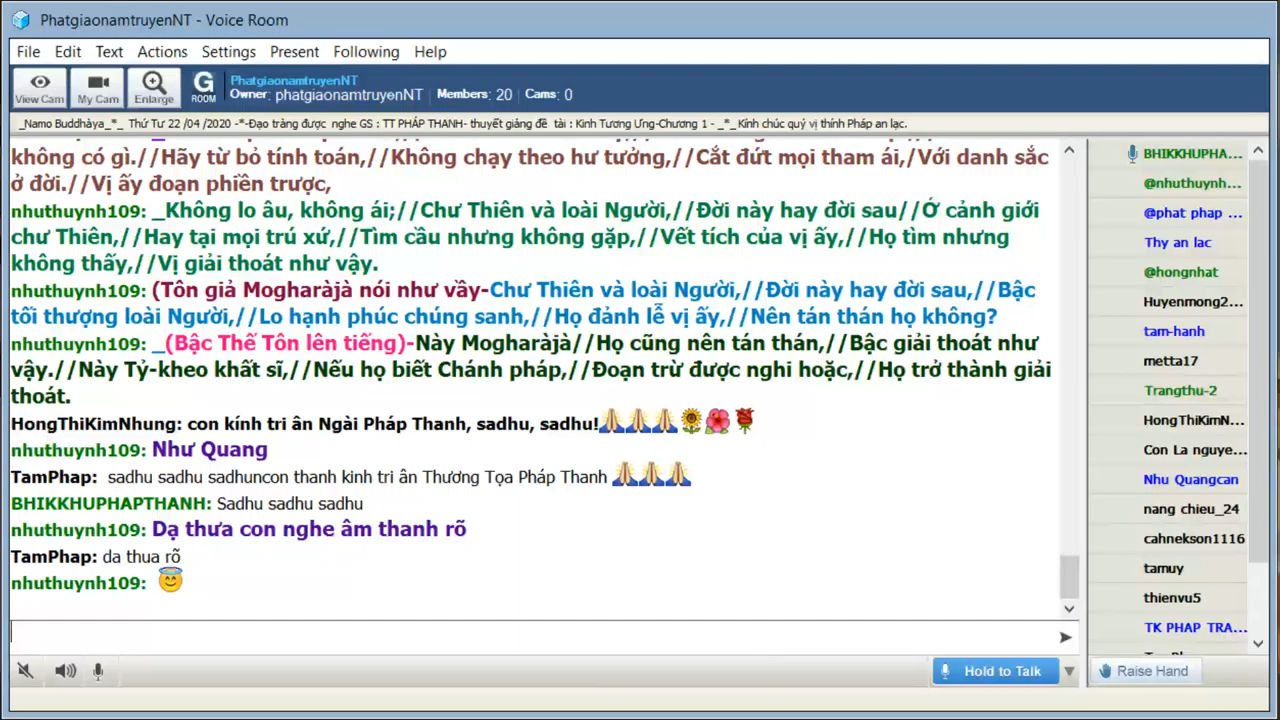 PhatgiaonamtruyenNT - Voice Room
File Edit Text Actions Settings Present Following Help
View Cam My Cam Enlarge G ROOM
PhatgiaonamtruyenNT
Owner: phatgiaonamtruyenNT Members: 20 Cams: 0
_Namo Buddhàya_*_ Thứ Tư 22 /04 /2020 -*-Đạo tràng được nghe GS : TT PHÁP THANH- thuyết giảng đề tài : Kinh Tương Ưng-Chương 1 - _*_Kính chúc quý vị thính Pháp an lạc.
không có gì.//Hãy từ bỏ tính toán,//Không chạy theo hư tưởng,//Cắt đứt mọi tham ái,//Với danh sắc
ở đời.//Vị ấy đoạn phiền trược,
nhuthuynh109: _Không lo âu, không ái;//Chư Thiên và loài Người,//Đời này hay đời sau//Ở cảnh giới
chư Thiên,//Hay tại mọi trú xứ,//Tìm cầu nhưng không gặp,//Vết tích của vị ấy,//Họ tìm nhưng
không thấy,//Vị giải thoát như vậy.
nhuthuynh109: (Tôn giả Mogharàjà nói như vầy-Chư Thiên và loài Người,//Đời này hay đời sau,//Bậc
tối thượng loài Người,//Lo hạnh phúc chúng sanh,//Họ đảnh lễ vị ấy,//Nên tán thán họ không?
nhuthuynh109: _(Bậc Thế Tôn lên tiếng)-Này Mogharàjà//Họ cũng nên tán thán,//Bậc giải thoát như
vậy.//Này Tỷ-kheo khất sĩ,//Nếu họ biết Chánh pháp,//Đoạn trừ được nghi hoặc,//Họ trở thành giải
thoát.
HongThiKimNhung: con kính tri ân Ngài Pháp Thanh, sadhu, sadhu!🙏🙏🙏🌻🌺🌹
nhuthuynh109: Như Quang
TamPhap: sadhu sadhu sadhuncon thanh kinh tri ân Thương Tọa Pháp Thanh 🙏🙏🙏
BHIKKHUPHAPTHANH: Sadhu sadhu sadhu
nhuthuynh109: Dạ thưa con nghe âm thanh rõ
TamPhap: da thua rõ
nhuthuynh109: 😇
Hold to Talk
BHIKKHUPHA...
@nhuthuynh...
@phat phap ...
Thy an lac
@hongnhat
Huyenmong2...
tam-hanh
metta17
Trangthu-2
HongThiKimN...
Con La nguye...
Nhu Quangcan
nang chieu_24
cahnekson1116
tamuy
thienvu5
TK PHAP TRA...
Raise Hand